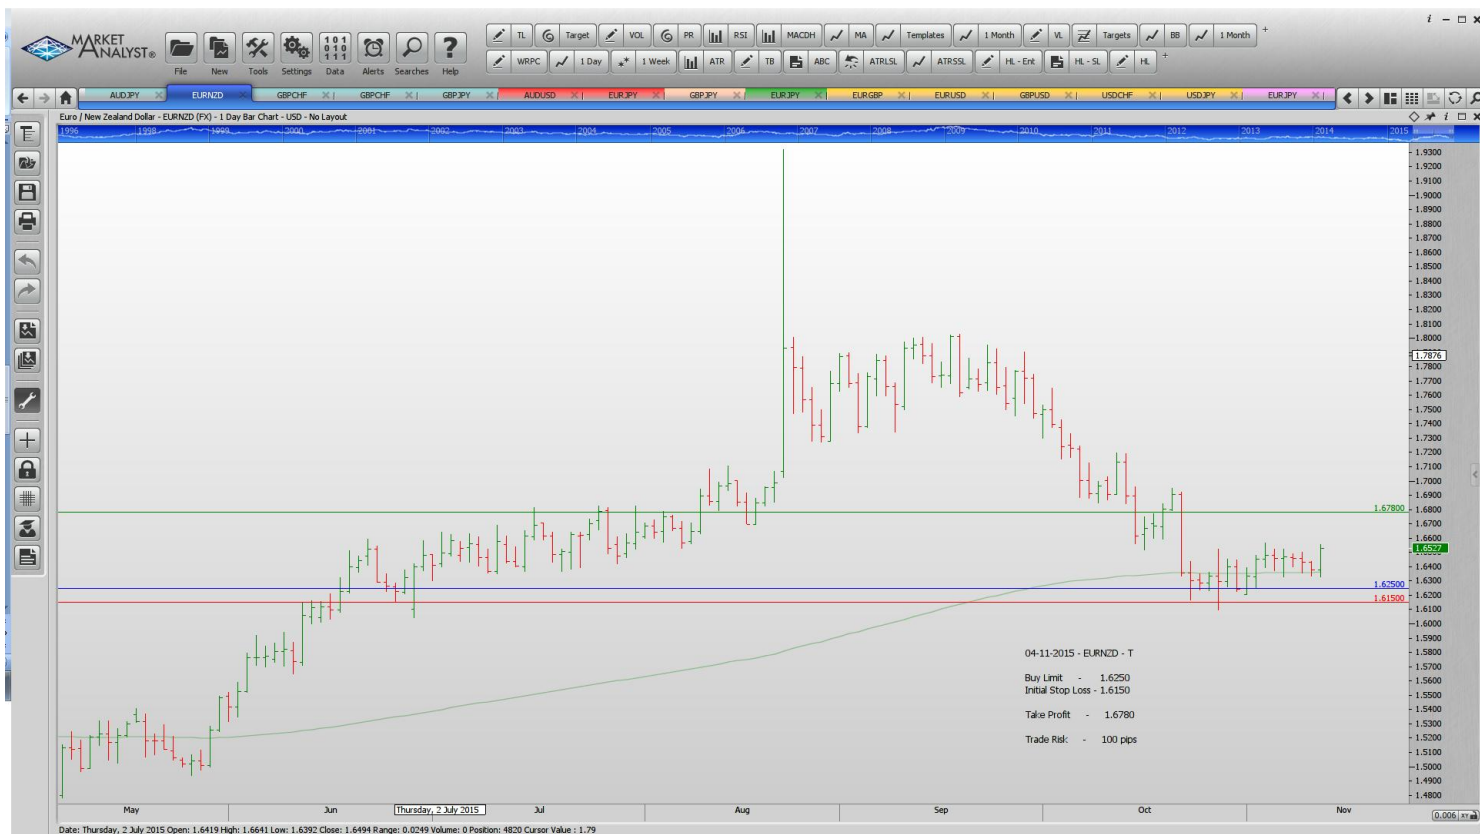 MARKET
ANALYST®
File New Tools Settings Data Alerts Searches Help
TL Target VOL PR RSI MACDH MA Templates 1 Month VL Targets BB 1 Month +
WRPC 1 Day 1 Week ATR TB ABC ATRLSL ATRSSL HL - Ent HL - SL HL +
AUDJPY EURNZD GBPCHF GBPCHF GBPJPY AUDUSD EURJPY GBPJPY EURJPY EURGBP EURUSD GBPUSD USDCHF USDJPY EURJPY
Euro / New Zealand Dollar - EURNZD (FX) - 1 Day Bar Chart - USD - No Layout
1996 1998 1999 2000 2001 2002 2003 2004 2005 2006 2007 2008 2009 2010 2011 2012 2013 2014 2015
1.9300
1.9200
1.9100
1.9000
1.8900
1.8800
1.8700
1.8600
1.8500
1.8400
1.8300
1.8200
1.8100
1.8000
1.7876
1.7800
1.7700
1.7600
1.7500
1.7400
1.7300
1.7200
1.7100
1.7000
1.6900
1.67800 1.6800
1.6700
1.6600
1.6527
1.6400
1.6300
1.62500 1.6200
1.61500
1.6100
1.6000
1.5900
04-11-2015 - EURNZD - T 1.5800
1.5700
Buy Limit - 1.6250
1.5600
Initial Stop Loss - 1.6150
1.5500
1.5400
Take Profit - 1.6780
1.5300
1.5200
Trade Risk - 100 pips
1.5100
1.5000
1.4900
1.4800
May Jun Thursday, 2 July 2015 Jul Aug Sep Oct Nov
0.006 XY
Date: Thursday, 2 July 2015 Open: 1.6419 High: 1.6641 Low: 1.6392 Close: 1.6494 Range: 0.0249 Volume: 0 Position: 4820 Cursor Value : 1.79